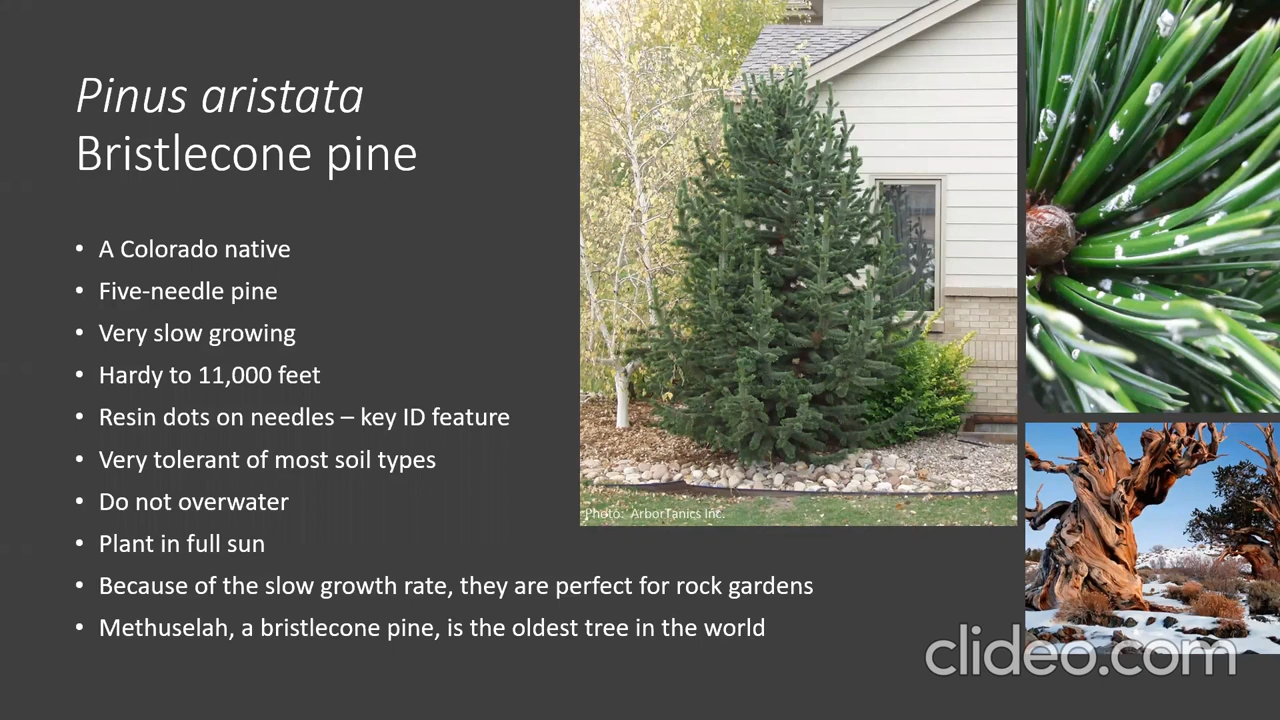 Pinus aristata
Bristlecone pine
• A Colorado native
• Five-needle pine
• Very slow growing
• Hardy to 11,000 feet
• Resin dots on needles – key ID feature
• Very tolerant of most soil types
• Do not overwater
• Plant in full sun
• Because of the slow growth rate, they are perfect for rock gardens
• Methuselah, a bristlecone pine, is the oldest tree in the world
Photo: ArborTanics Inc.
clideo.com